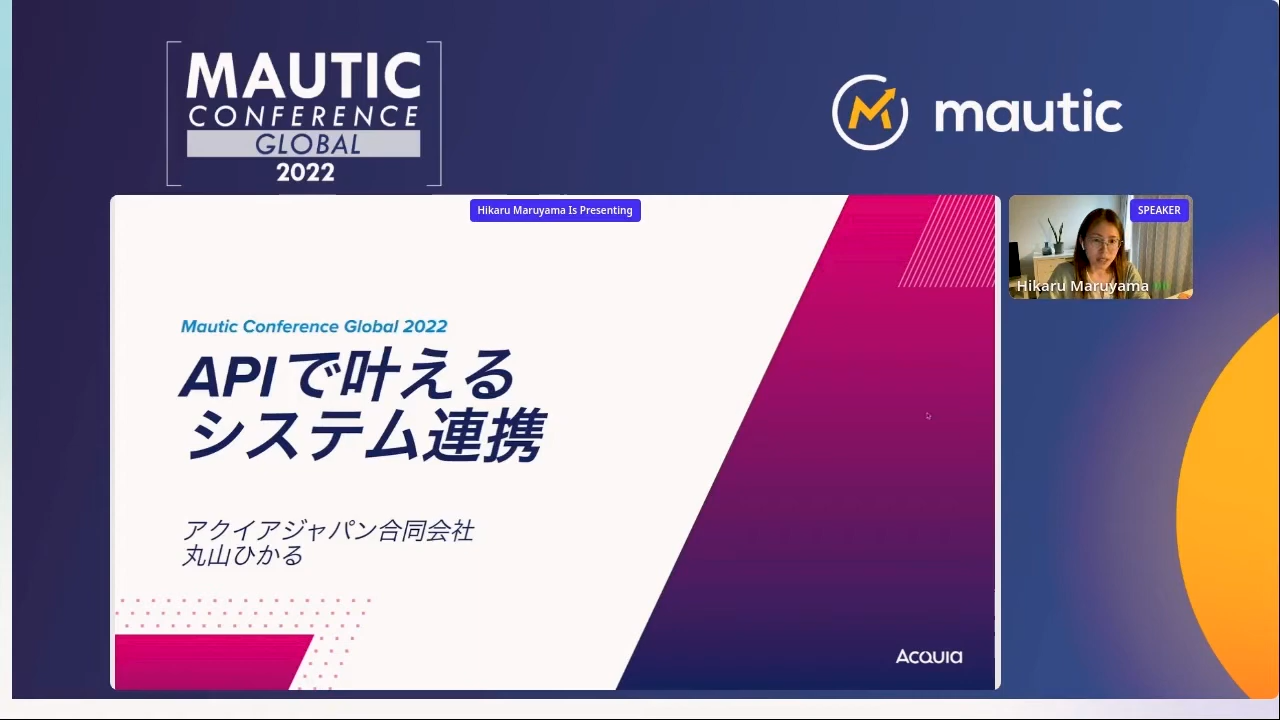 MAUTIC
CONFERENCE
GLOBAL
2022
mautic
Hikaru Maruyama Is Presenting
SPEAKER
Hikaru Maruyama
Mautic Conference Global 2022
APIで叶える
システム連携
アクイアジャパン合同会社
丸山ひかる
Acquia